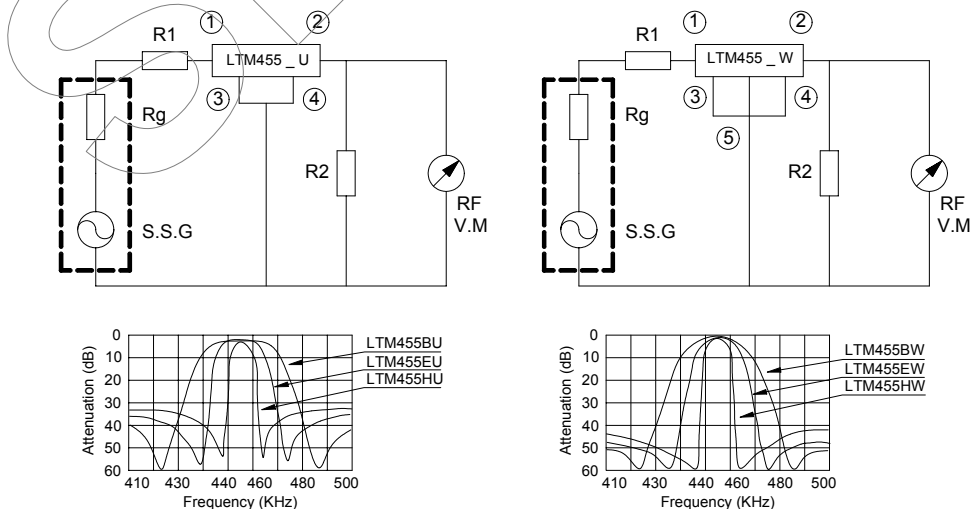 ① ②
R1
LTM455 _ U
③ ④
Rg
R2
RF
V.M
S.S.G
① ②
R1
LTM455 _ W
③ ④
Rg
⑤
R2
RF
V.M
S.S.G
Attenuation (dB)
0
10
20
30
40
50
60
LTM455BU
LTM455EU
LTM455HU
410 430 440 460 480 500
Frequency (KHz)
Attenuation (dB)
0
10
20
30
40
50
60
LTM455BW
LTM455EW
LTM455HW
410 430 440 460 480 500
Frequency (KHz)